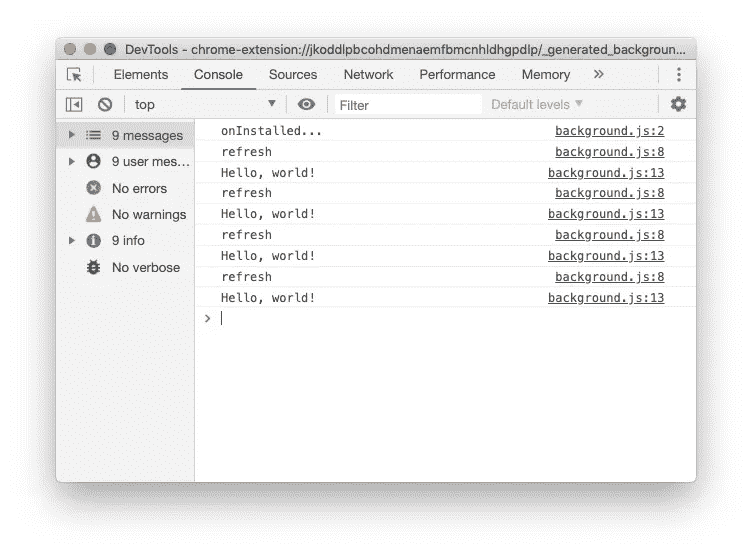 DevTools - chrome-extension://jkoddlpbcohdmenaemfbmcnhldhgpdlp/_generated_backgroun...
Elements Console Sources Network Performance Memory »
top Filter Default levels
9 messages
9 user mes...
No errors
No warnings
9 info
No verbose
onInstalled... background.js:2
refresh background.js:8
Hello, world! background.js:13
refresh background.js:8
Hello, world! background.js:13
refresh background.js:8
Hello, world! background.js:13
refresh background.js:8
Hello, world! background.js:13
>